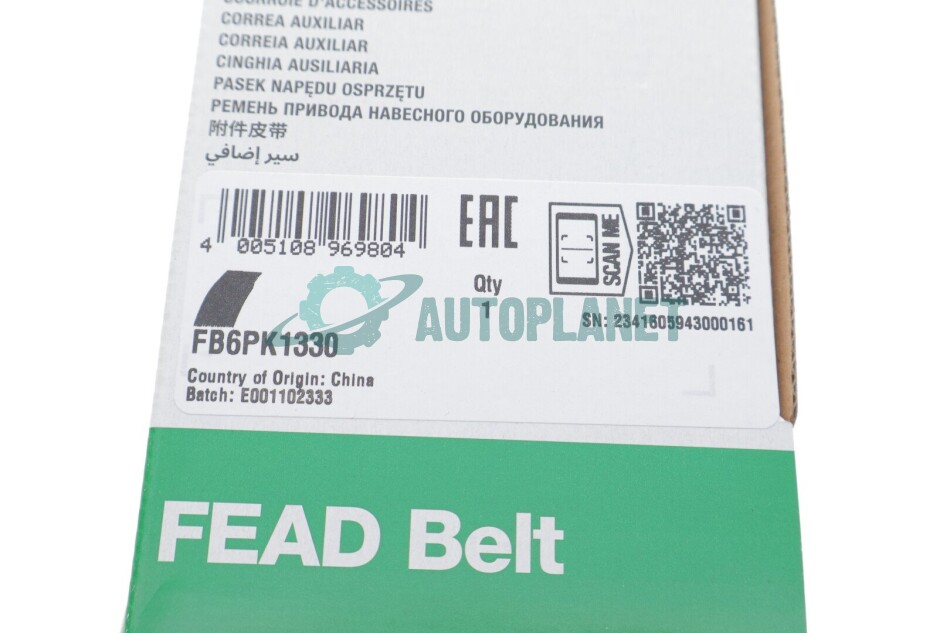 COURROIE D'ACCESSOIRES
CORREA AUXILIAR
CORREIA AUXILIAR
CINGHIA AUSILIARIA
PASEK NAPĘDU OSPRZĘTU
РЕМЕНЬ ПРИВОДА НАВЕСНОГО ОБОРУДОВАНИЯ
附件皮带
سير إضافي
4 005108 969804
EAC
SCAN ME
Qty
1
SN: 2341605943000161
AUTOPLANET
FB6PK1330
Country of Origin: China
Batch: E001102333
FEAD Belt